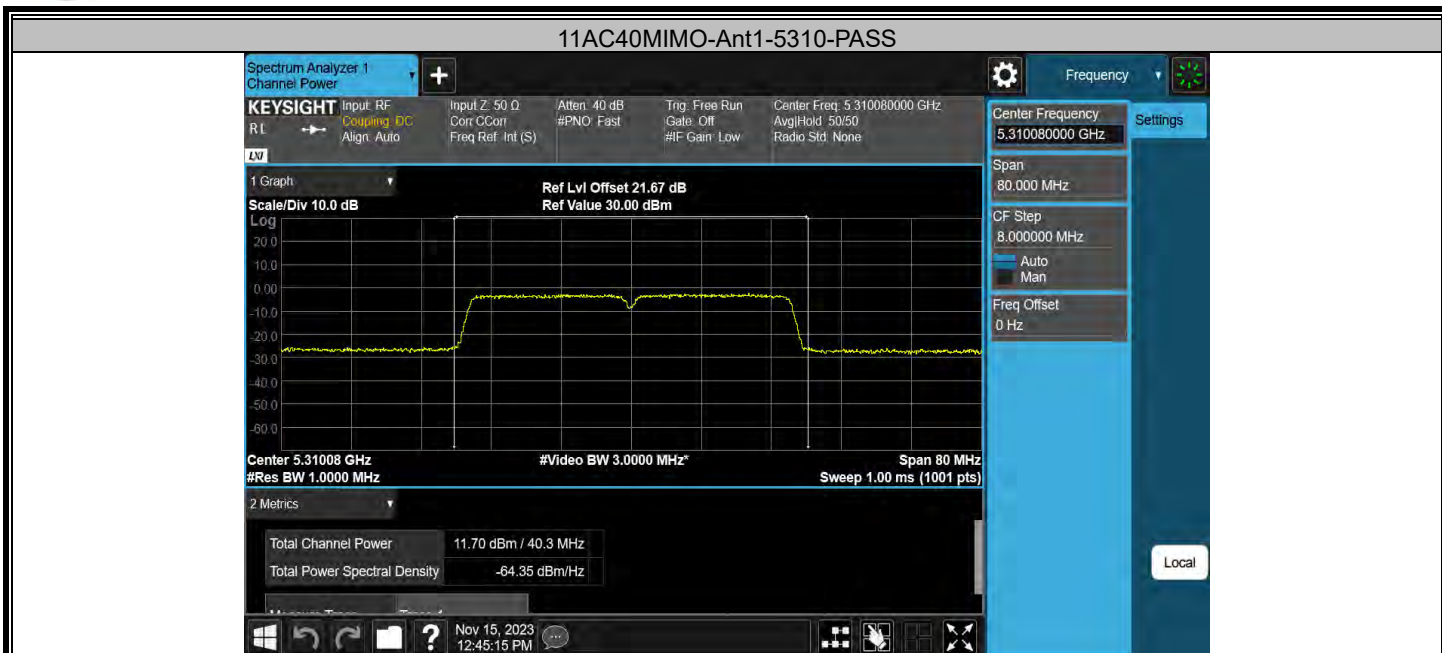 11AC40MIMO-Ant1-5310-PASS
Spectrum Analyzer 1
Channel Power
Frequency
KEYSIGHT
R L
LXI
Input: RF
Coupling: DC
Align: Auto
Input Z: 50 Ω
Corr CCorr
Freq Ref: Int (S)
Atten: 40 dB
#PNO: Fast
Trig: Free Run
Gate: Off
#IF Gain: Low
Center Freq: 5.310080000 GHz
Avg|Hold: 50/50
Radio Std: None
Center Frequency
5.310080000 GHz
Settings
Span
80.000 MHz
CF Step
8.000000 MHz
Auto
Man
Freq Offset
0 Hz
Local
1 Graph
Scale/Div 10.0 dB
Ref Lvl Offset 21.67 dB
Ref Value 30.00 dBm
Log
20.0
10.0
0.00
-10.0
-20.0
-30.0
-40.0
-50.0
-60.0
Center 5.31008 GHz
#Video BW 3.0000 MHz*
Span 80 MHz
#Res BW 1.0000 MHz
Sweep 1.00 ms (1001 pts)
2 Metrics
Total Channel Power 11.70 dBm / 40.3 MHz
Total Power Spectral Density -64.35 dBm/Hz
?
Nov 15, 2023
12:45:15 PM